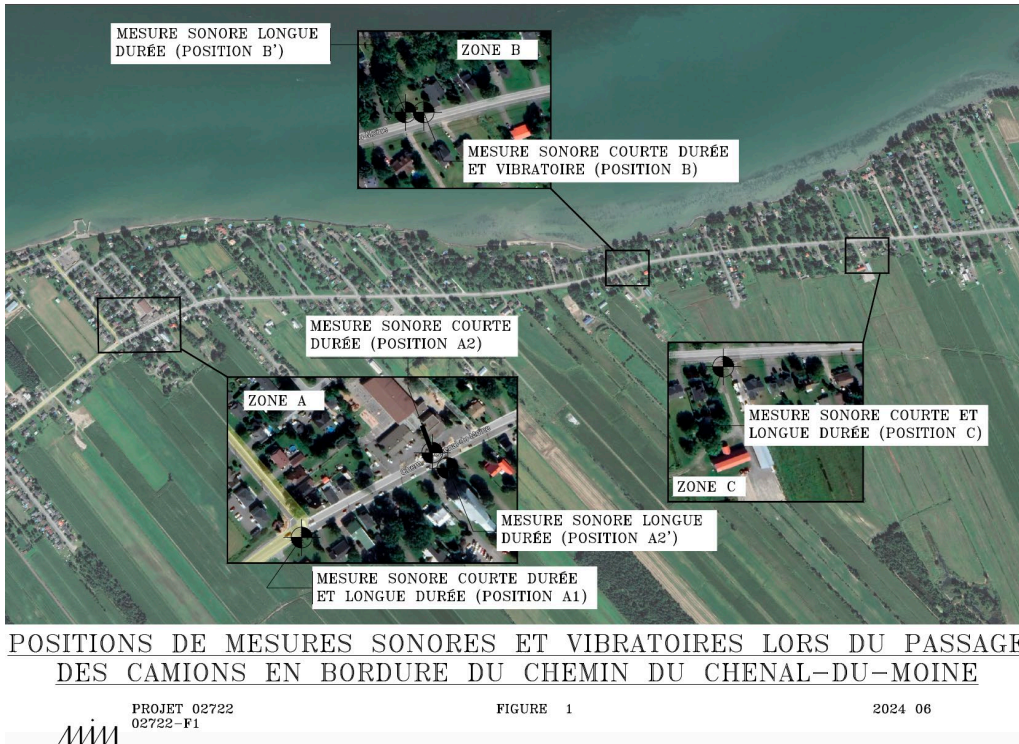 MESURE SONORE LONGUE
DURÉE (POSITION B')
ZONE B
MESURE SONORE COURTE DURÉE
ET VIBRATOIRE (POSITION B)
MESURE SONORE COURTE
DURÉE (POSITION A2)
ZONE A
MESURE SONORE COURTE ET
LONGUE DURÉE (POSITION C)
ZONE C
MESURE SONORE LONGUE
DURÉE (POSITION A2')
MESURE SONORE COURTE DURÉE
ET LONGUE DURÉE (POSITION A1)
POSITIONS DE MESURES SONORES ET VIBRATOIRES LORS DU PASSAGE
DES CAMIONS EN BORDURE DU CHEMIN DU CHENAL-DU-MOINE
PROJET 02722
02722-F1
FIGURE 1
2024 06